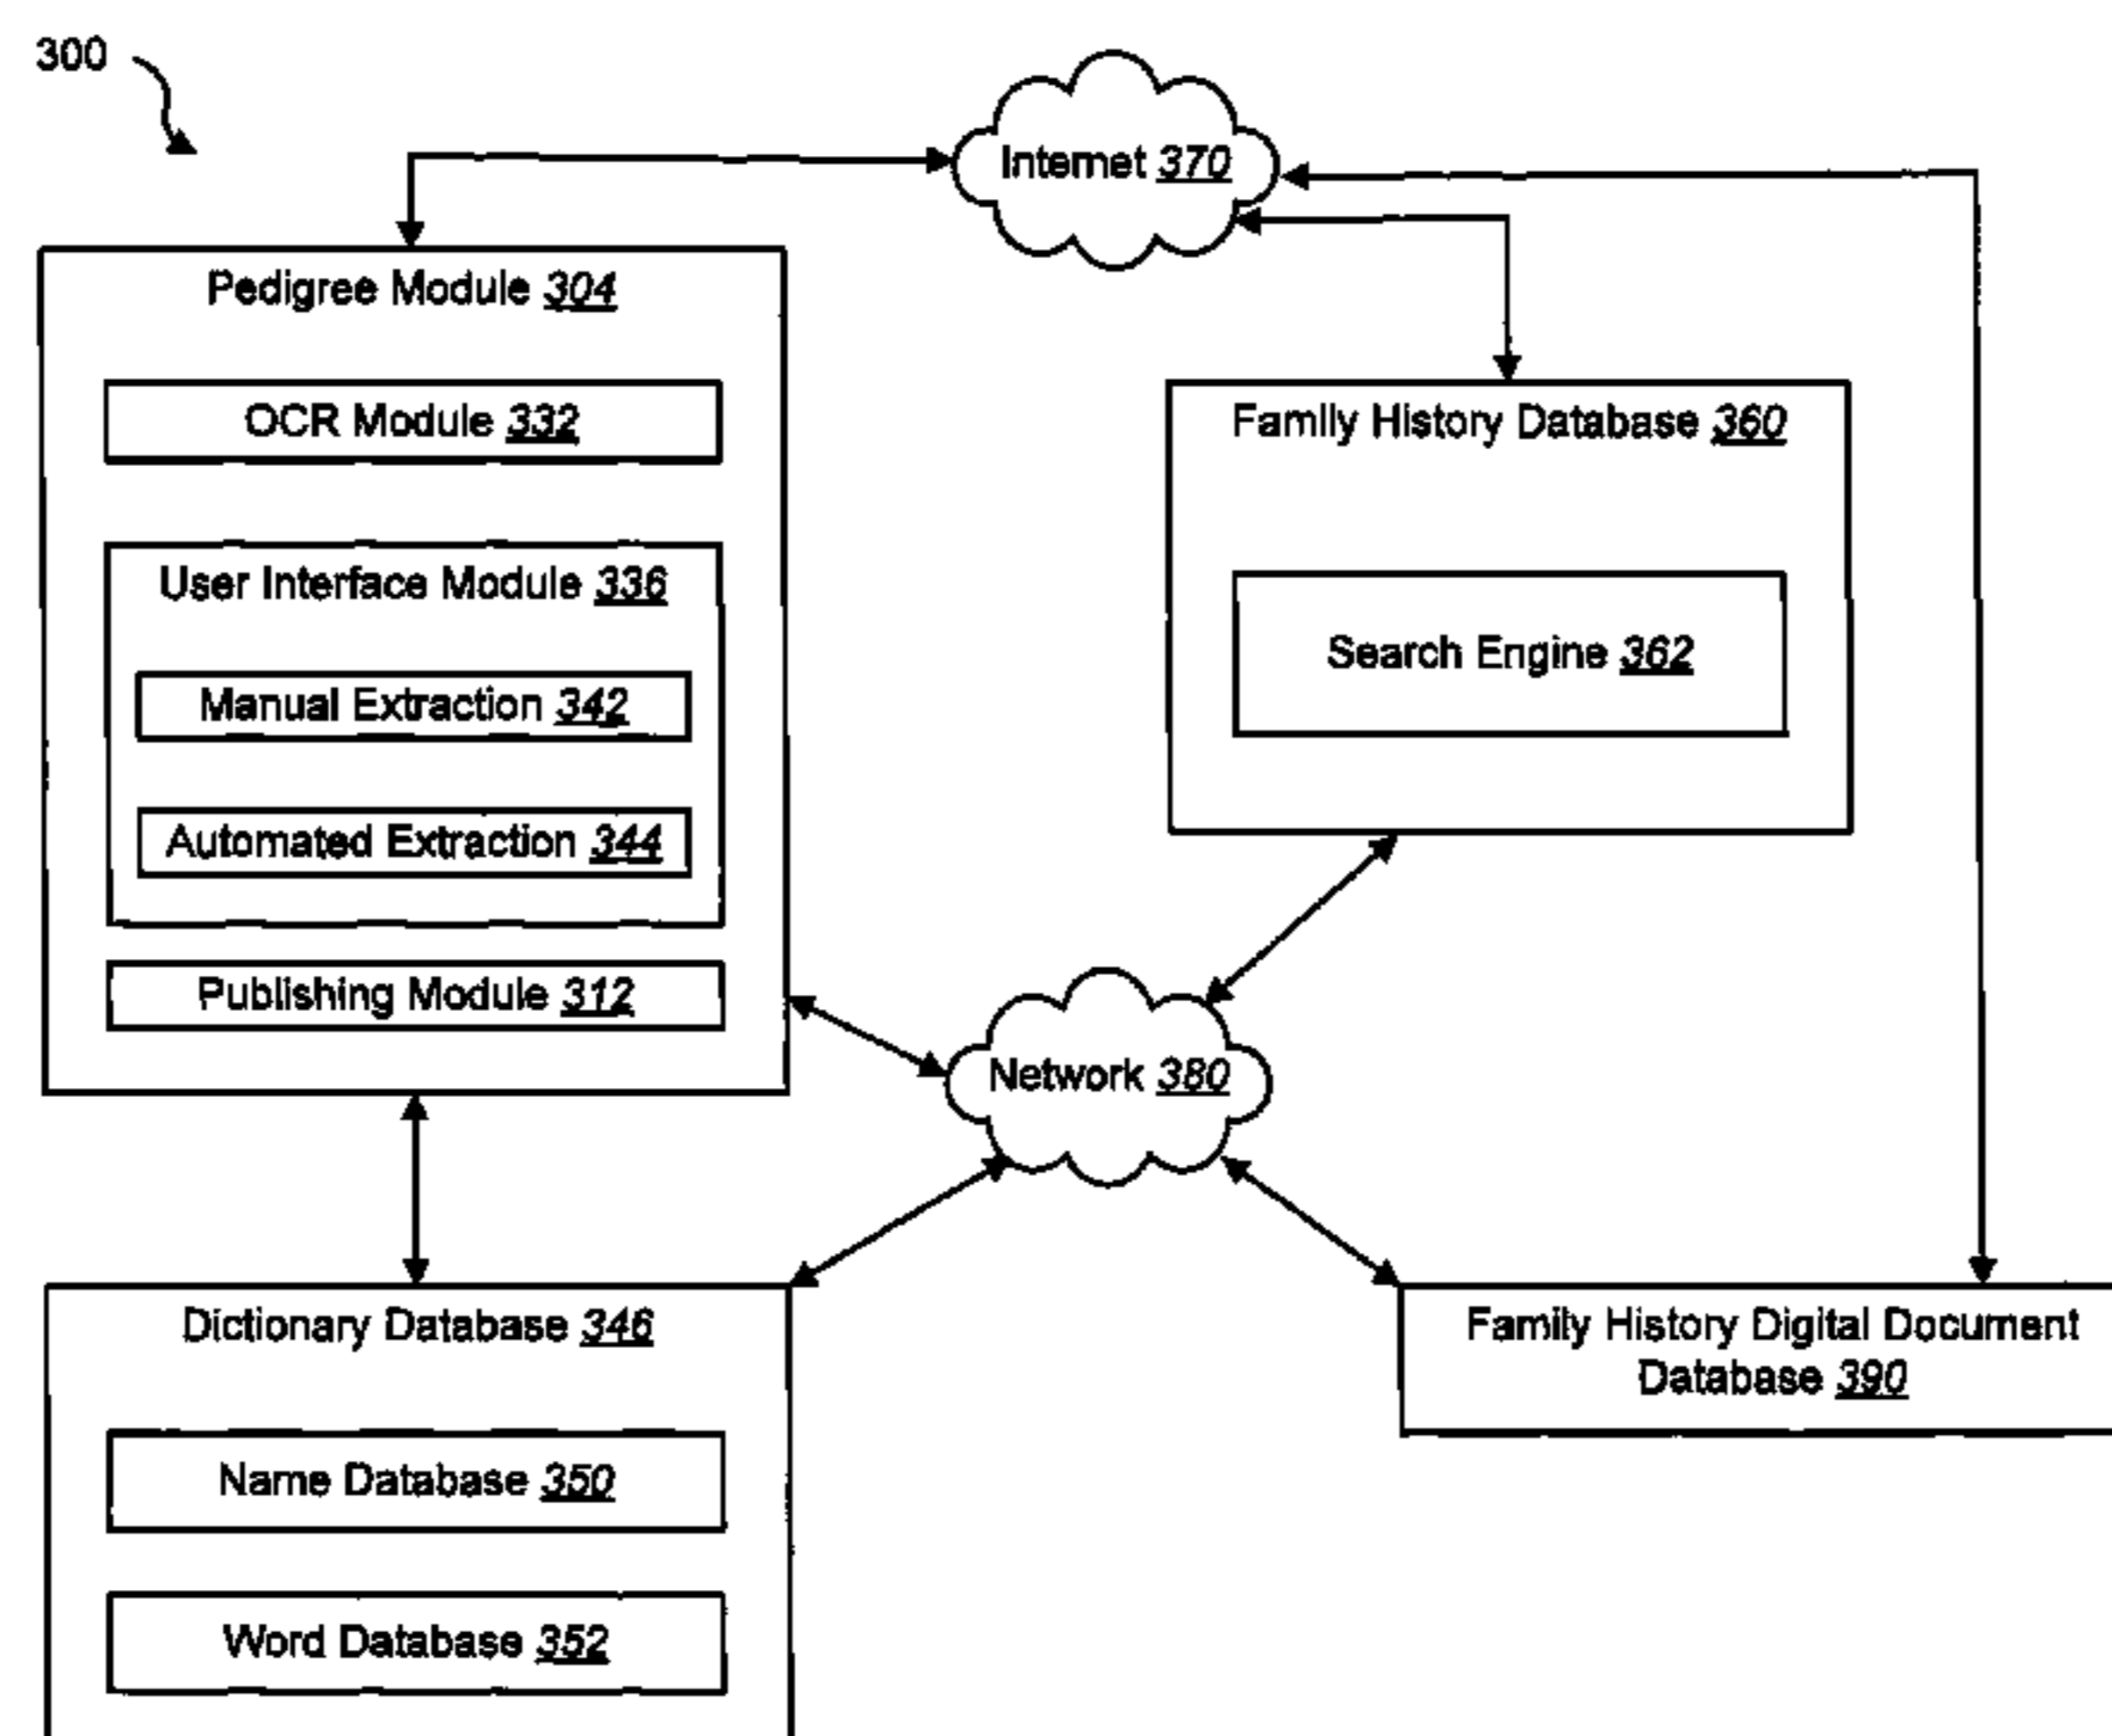 300
Internet 370
Pedigree Module 304
OCR Module 332
User Interface Module 336
Manual Extraction 342
Automated Extraction 344
Publishing Module 312
Family History Database 360
Search Engine 362
Network 380
Dictionary Database 346
Name Database 350
Word Database 352
Family History Digital Document
Database 390